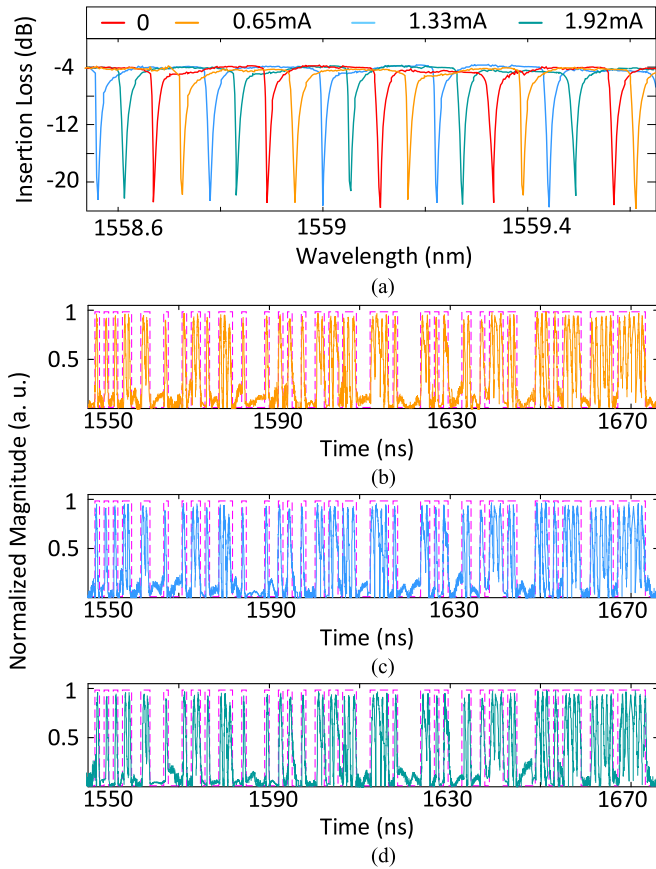 0 0.65mA 1.33mA 1.92mA
Insertion Loss (dB)
-4
-12
-20
1558.6 1559 1559.4
Wavelength (nm)
(a)
Normalized Magnitude (a. u.)
1
0.5
1550 1590 1630 1670
Time (ns)
(b)
1
0.5
1550 1590 1630 1670
Time (ns)
(c)
1
0.5
1550 1590 1630 1670
Time (ns)
(d)